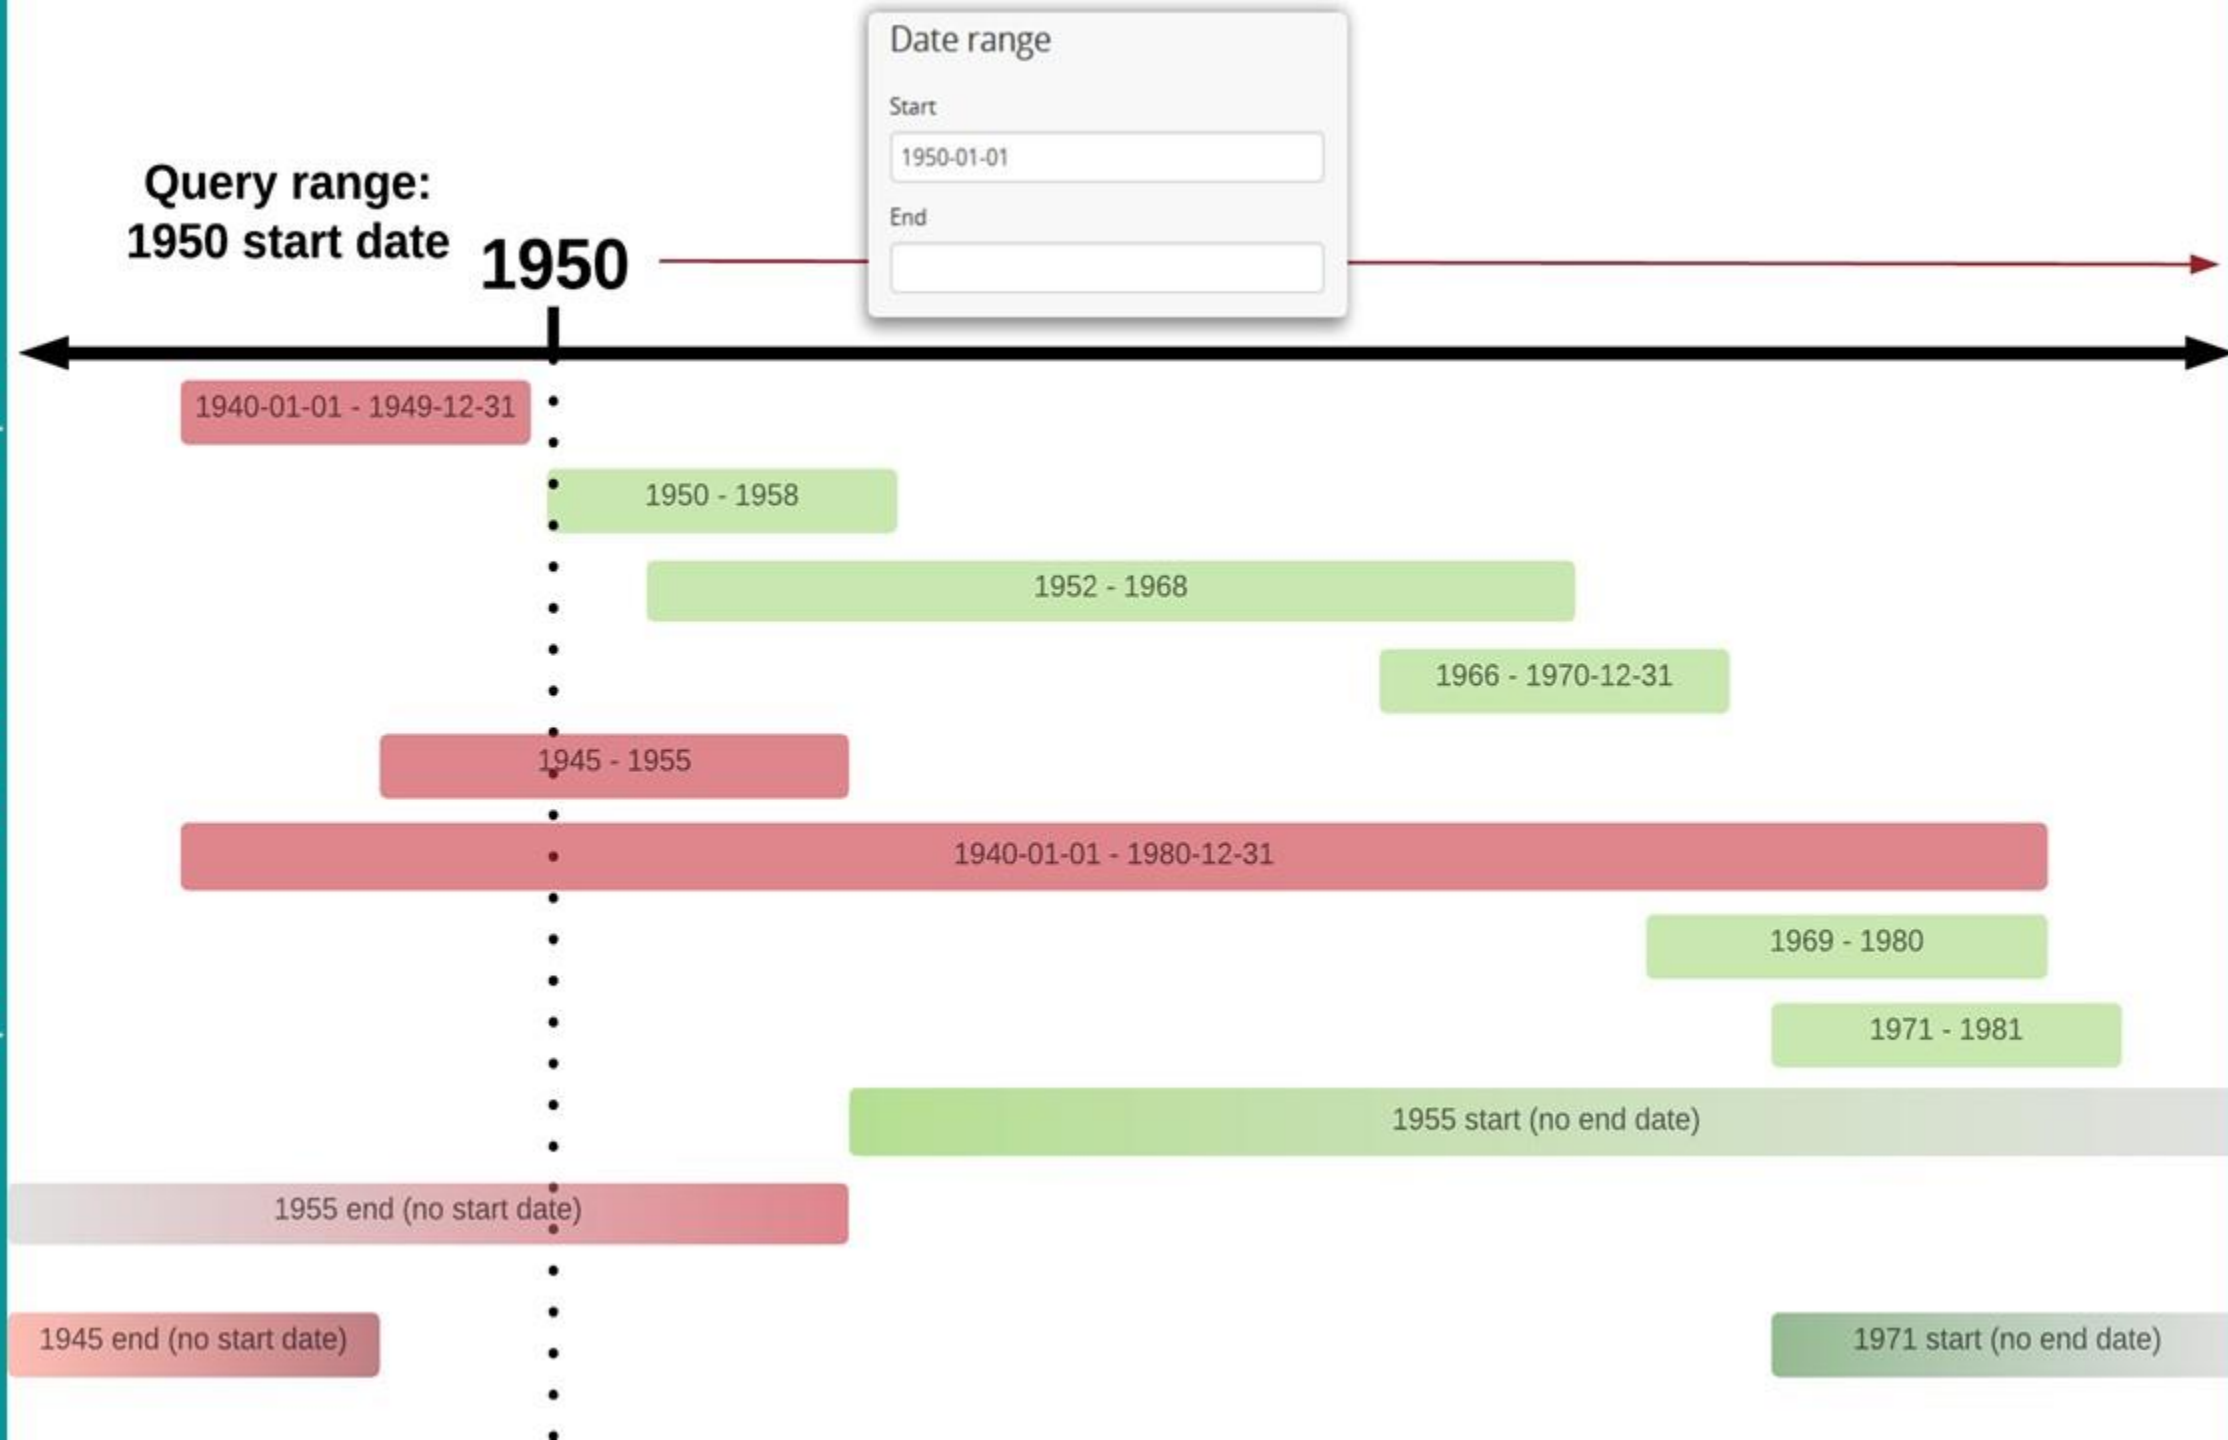 Date range
Start
1950-01-01
End
Query range:
1950 start date
1950
1940-01-01 - 1949-12-31
1950 - 1958
1952 - 1968
1966 - 1970-12-31
1945 - 1955
1940-01-01 - 1980-12-31
1969 - 1980
1971 - 1981
1955 start (no end date)
1955 end (no start date)
1945 end (no start date)
1971 start (no end date)